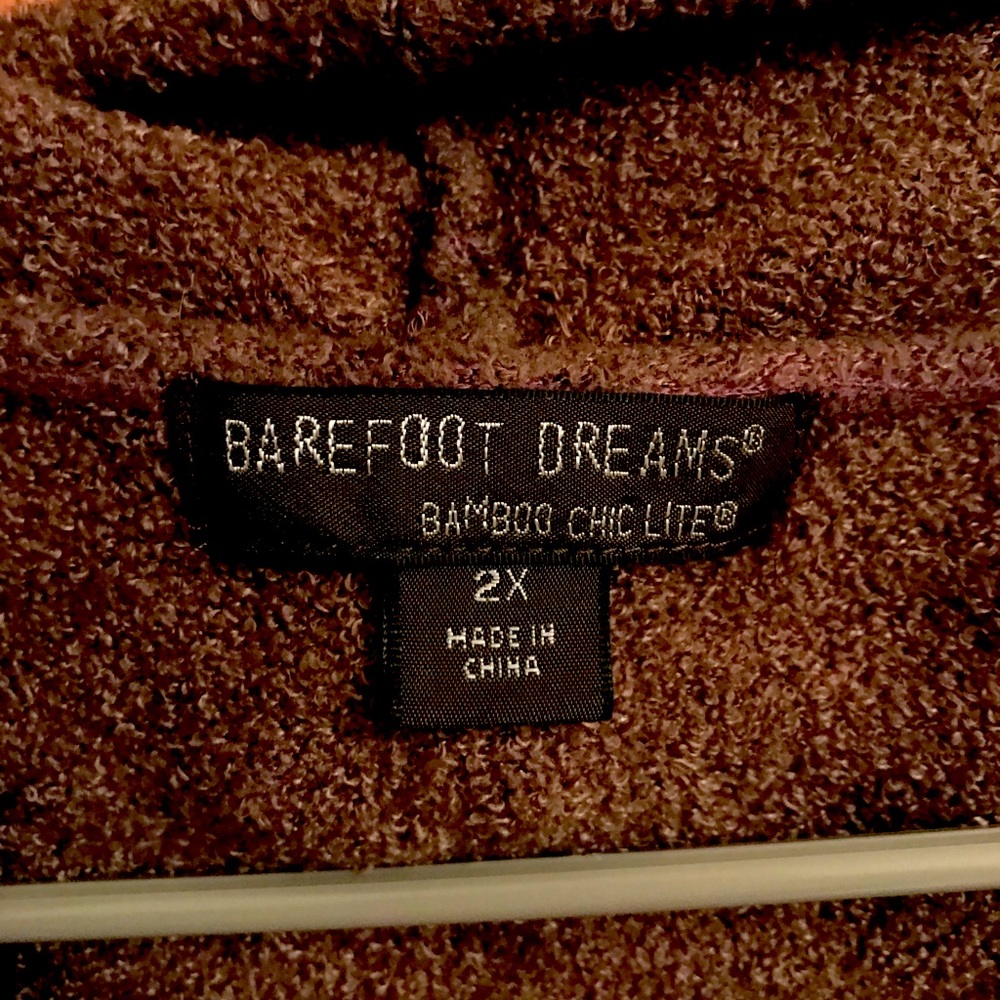 BAREFOOT DREAMS®
BAMBOO CHIC LITE®
2X
MADE IN
CHINA